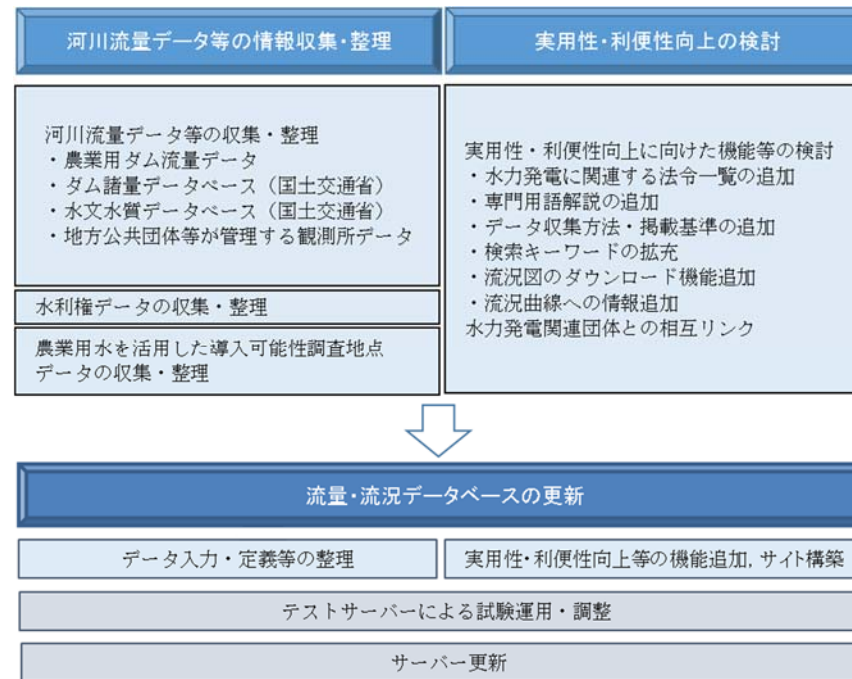 河川流量データ等の情報収集・整理
河川流量データ等の収集・整理
・農業用ダム流量データ
・ダム諸量データベース（国土交通省）
・水文水質データベース（国土交通省）
・地方公共団体等が管理する観測所データ
水利権データの収集・整理
農業用水を活用した導入可能性調査地点
データの収集・整理
実用性・利便性向上の検討
実用性・利便性向上に向けた機能等の検討
・水力発電に関連する法令一覧の追加
・専門用語解説の追加
・データ収集方法・掲載基準の追加
・検索キーワードの拡充
・流況図のダウンロード機能追加
・流況曲線への情報追加
水力発電関連団体との相互リンク
流量・流況データベースの更新
データ入力・定義等の整理
実用性・利便性向上等の機能追加, サイト構築
テストサーバーによる試験運用・調整
サーバー更新